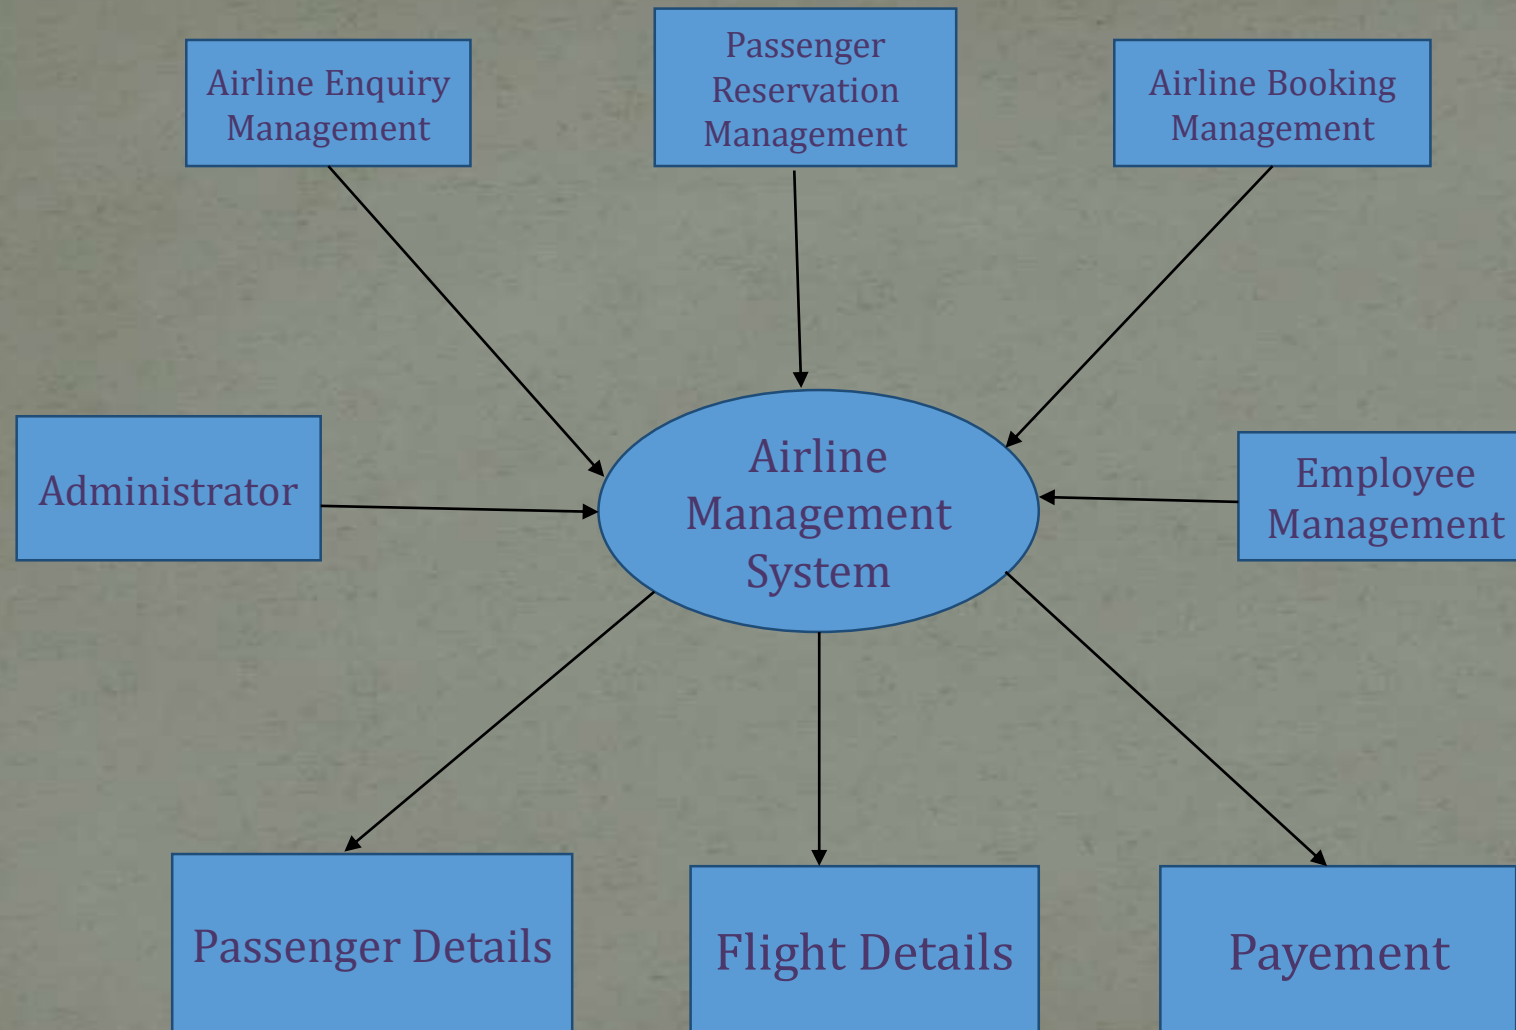 Airline Enquiry
Management
Passenger
Reservation
Management
Airline Booking
Management
Administrator
Airline
Management
System
Employee
Management
Passenger Details
Flight Details
Payement